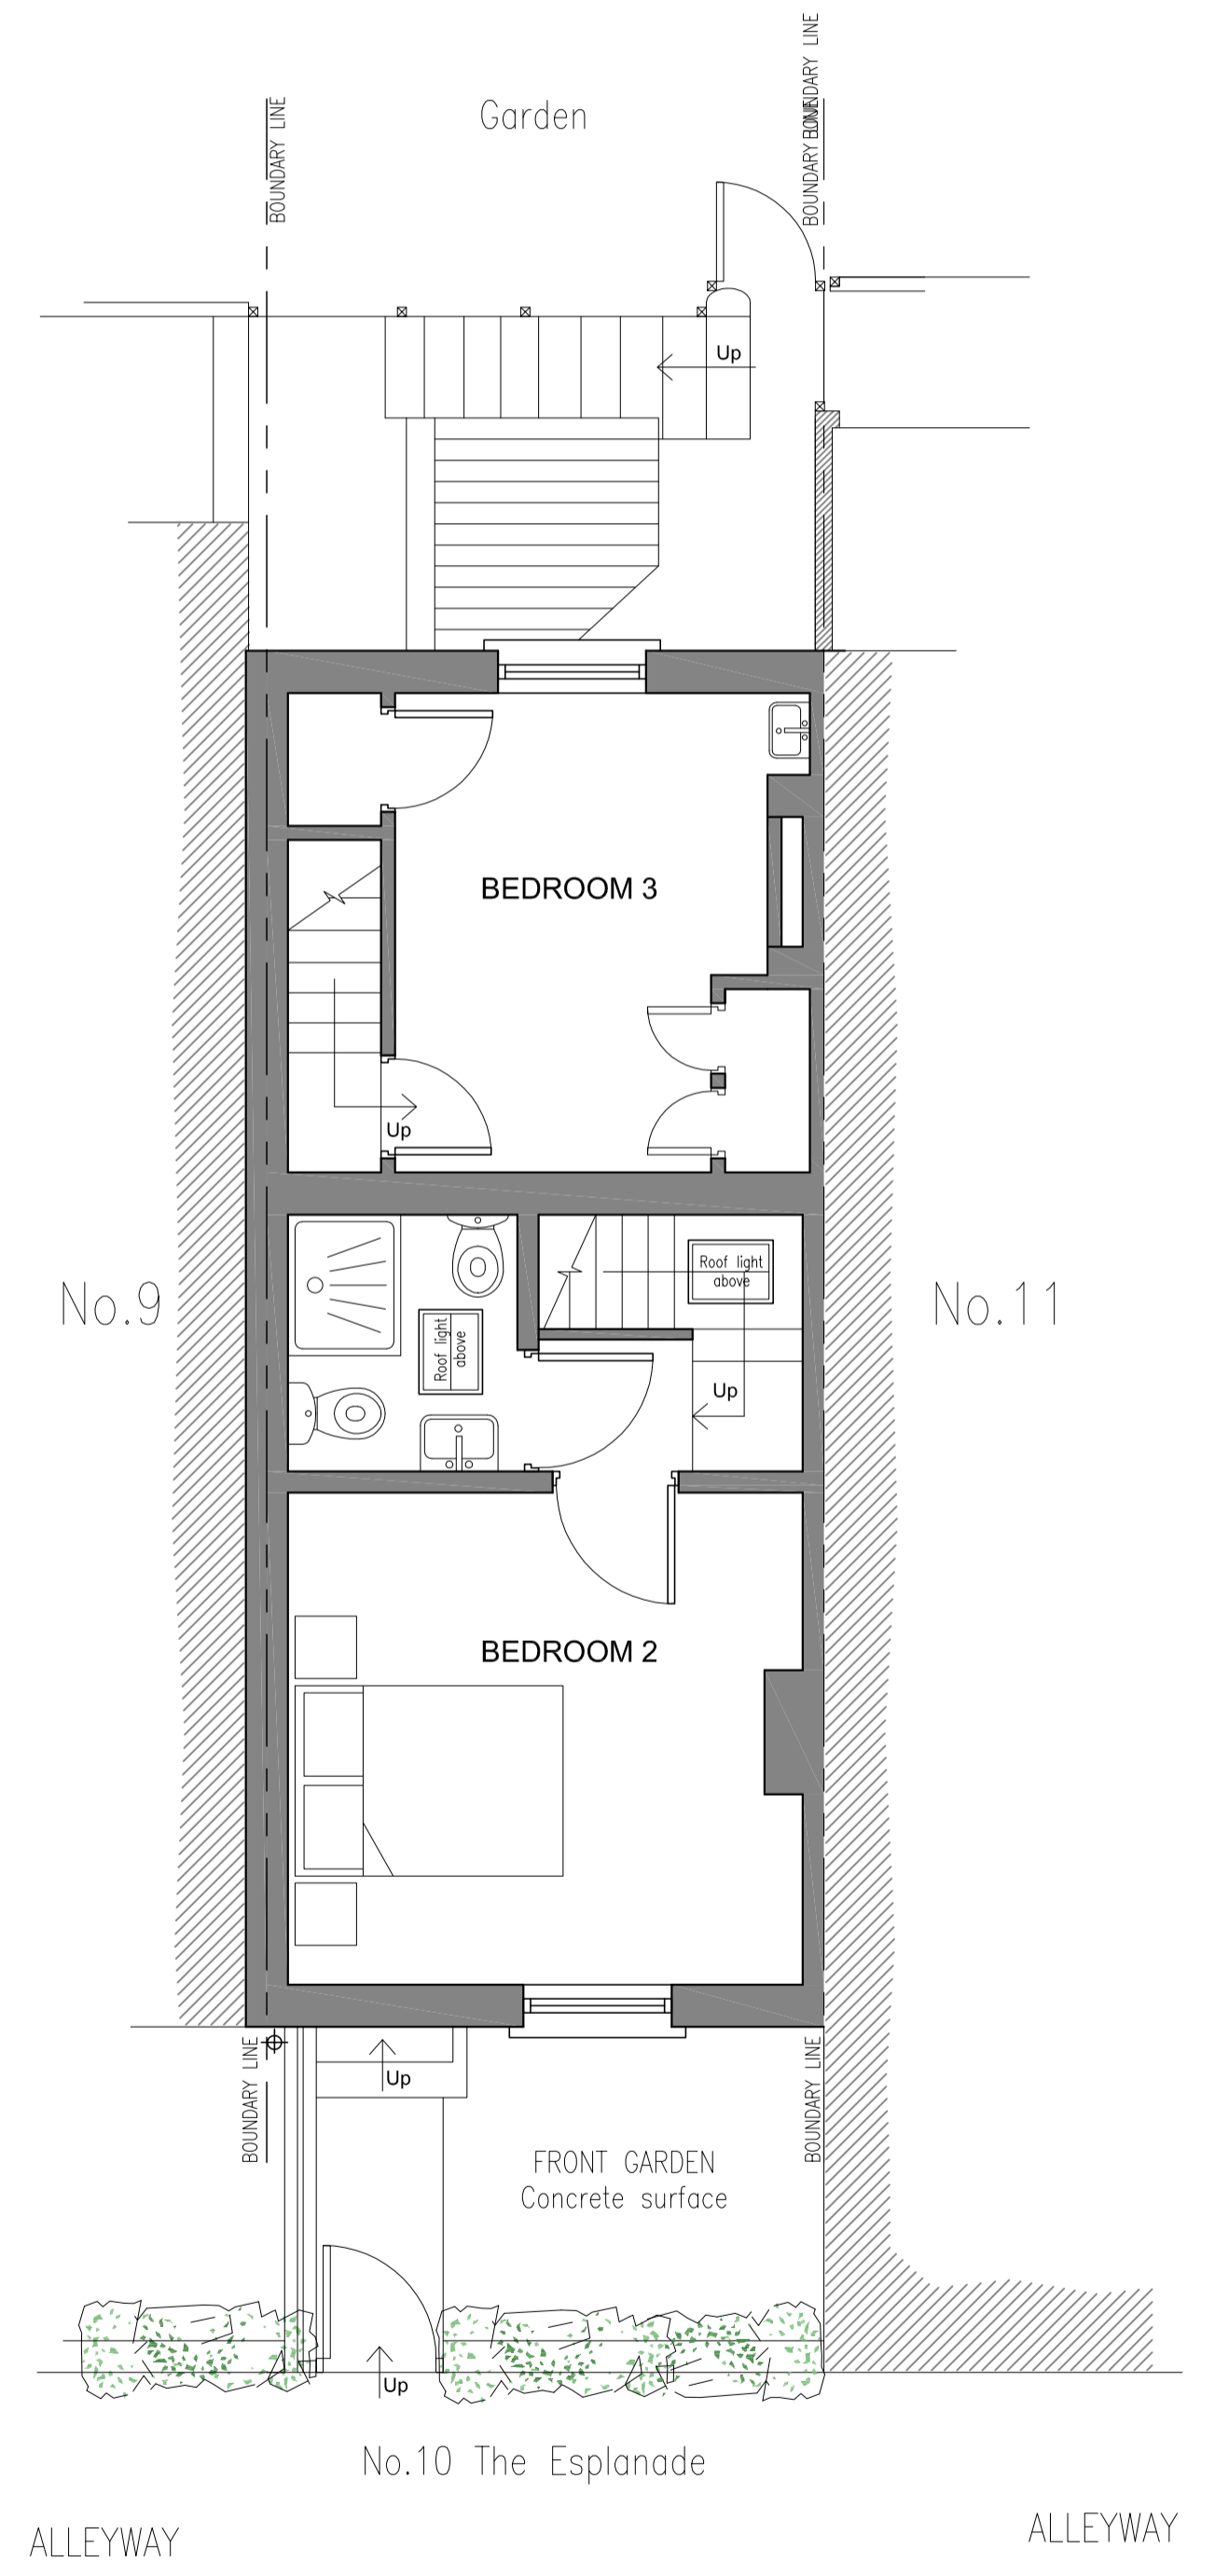 BOUNDARY LINE
BOUNDARY LINE
BOUNDARY LINE
Garden
Up
BEDROOM 3
Up
No.9
Roof light
above
Roof light
above
No.11
Up
BEDROOM 2
BOUNDARY LINE
BOUNDARY LINE
Up
FRONT GARDEN
Concrete surface
Up
No.10 The Esplanade
ALLEYWAY
ALLEYWAY